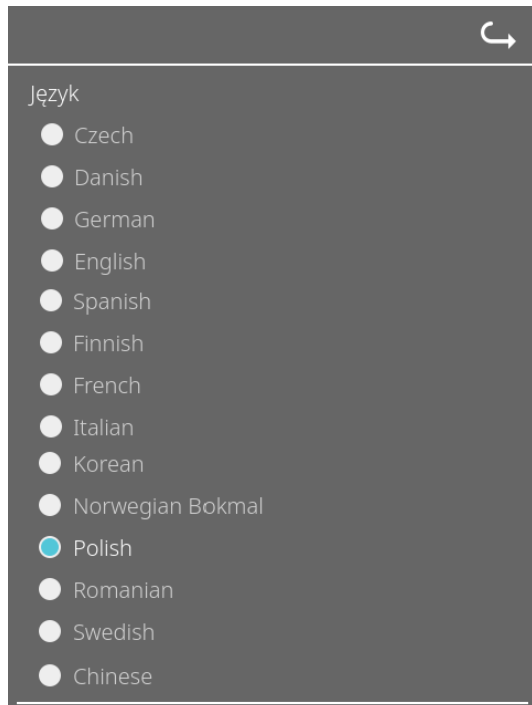 Język
Czech
Danish
German
English
Spanish
Finnish
French
Italian
Korean
Norwegian Bokmal
Polish
Romanian
Swedish
Chinese